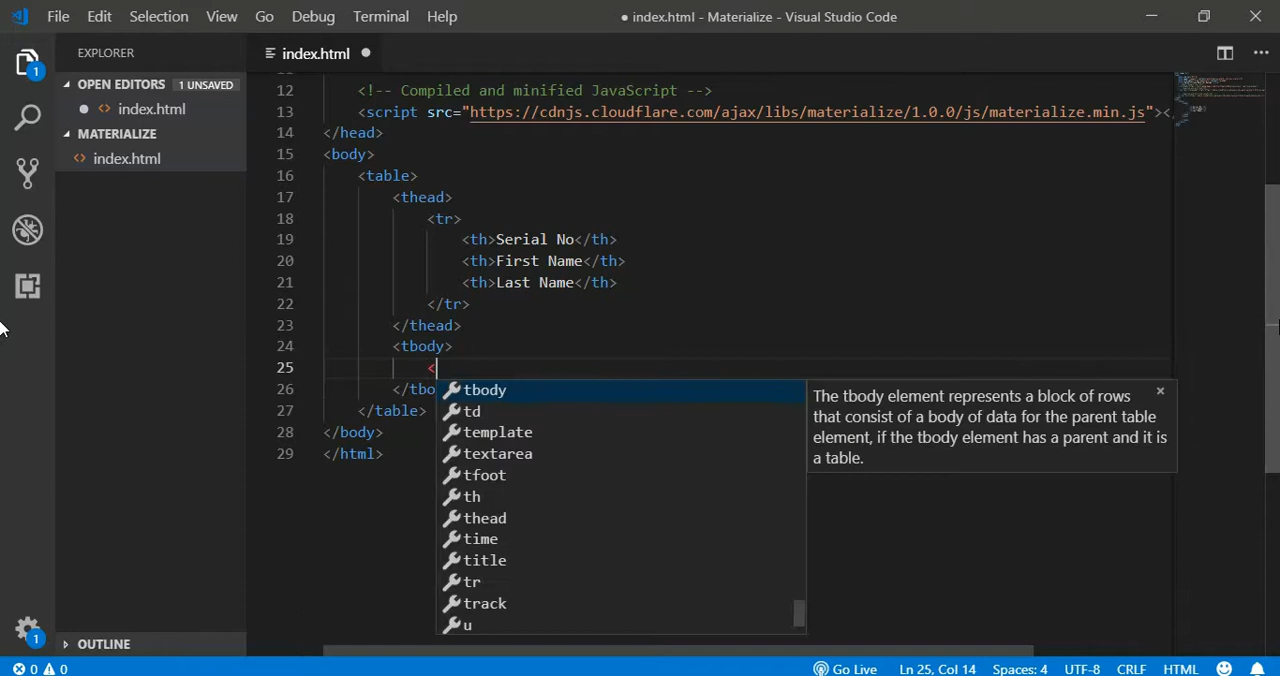 File Edit Selection View Go Debug Terminal Help ● index.html - Materialize - Visual Studio Code
EXPLORER
OPEN EDITORS 1 UNSAVED
index.html
MATERIALIZE
index.html
OUTLINE
1
1
index.html
12 <!-- Compiled and minified JavaScript -->
13 <script src="https://cdnjs.cloudflare.com/ajax/libs/materialize/1.0.0/js/materialize.min.js"></
14 </head>
15 <body>
16 <table>
17 <thead>
18 <tr>
19 <th>Serial No</th>
20 <th>First Name</th>
21 <th>Last Name</th>
22 </tr>
23 </thead>
24 <tbody>
25 <
26 </tbo
27 </table>
28 </body>
29 </html>
tbody
td
template
textarea
tfoot
th
thead
time
title
tr
track
u
The tbody element represents a block of rows
that consist of a body of data for the parent table
element, if the tbody element has a parent and it is
a table.
0 0 Go Live Ln 25, Col 14 Spaces: 4 UTF-8 CRLF HTML